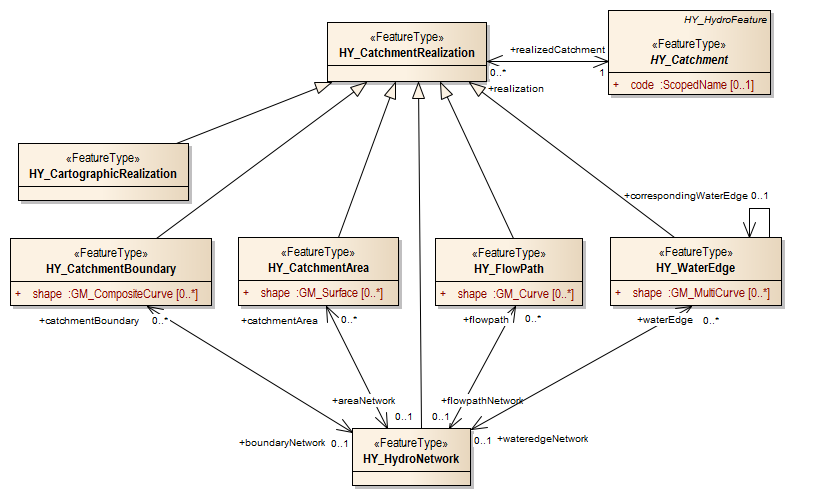 HY_HydroFeature
«FeatureType»
HY_Catchment
+ code :ScopedName [0..1]
«FeatureType»
HY_CatchmentRealization
+realizedCatchment
0..*
1
+realization
«FeatureType»
HY_CartographicRealization
+correspondingWaterEdge 0..1
«FeatureType»
HY_CatchmentBoundary
+ shape :GM_CompositeCurve [0..*]
«FeatureType»
HY_CatchmentArea
+ shape :GM_Surface [0..*]
«FeatureType»
HY_FlowPath
+ shape :GM_Curve [0..*]
«FeatureType»
HY_WaterEdge
+ shape :GM_MultiCurve [0..*]
+catchmentBoundary 0..*
+catchmentArea 0..*
+flowpath 0..*
+waterEdge 0..*
+areaNetwork
+flowpathNetwork
0..1
0..1
+boundaryNetwork 0..1
0..1 +wateredgeNetwork
«FeatureType»
HY_HydroNetwork